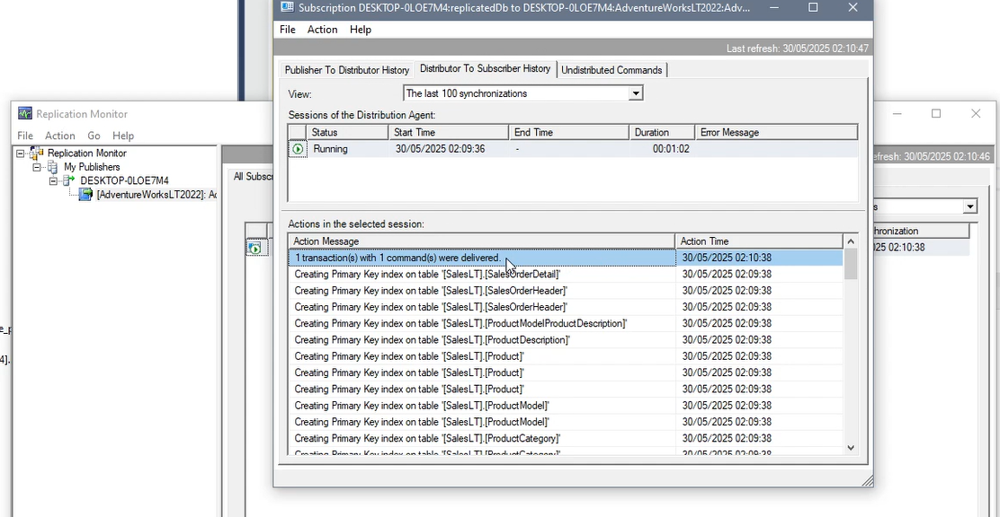 Subscription DESKTOP-0LOE7M4:replicatedDb to DESKTOP-0LOE7M4:AdventureWorksLT2022:Adv...
File Action Help
Last refresh: 30/05/2025 02:10:47
Publisher To Distributor History Distributor To Subscriber History Undistributed Commands
View: The last 100 synchronizations
Sessions of the Distribution Agent:
Status Start Time End Time Duration Error Message
Running 30/05/2025 02:09:36 - 00:01:02
Actions in the selected session:
Action Message Action Time
1 transaction(s) with 1 command(s) were delivered. 30/05/2025 02:10:38
Creating Primary Key index on table '[SalesLT].[SalesOrderDetail]' 30/05/2025 02:09:38
Creating Primary Key index on table '[SalesLT].[SalesOrderHeader]' 30/05/2025 02:09:38
Creating Primary Key index on table '[SalesLT].[SalesOrderHeader]' 30/05/2025 02:09:38
Creating Primary Key index on table '[SalesLT].[ProductModelProductDescription]' 30/05/2025 02:09:38
Creating Primary Key index on table '[SalesLT].[ProductDescription]' 30/05/2025 02:09:38
Creating Primary Key index on table '[SalesLT].[Product]' 30/05/2025 02:09:38
Creating Primary Key index on table '[SalesLT].[Product]' 30/05/2025 02:09:38
Creating Primary Key index on table '[SalesLT].[Product]' 30/05/2025 02:09:38
Creating Primary Key index on table '[SalesLT].[ProductModel]' 30/05/2025 02:09:38
Creating Primary Key index on table '[SalesLT].[ProductModel]' 30/05/2025 02:09:38
Creating Primary Key index on table '[SalesLT].[ProductCategory]' 30/05/2025 02:09:38
Creating Primary Key index on table '[SalesLT].[ProductCategory]' 30/05/2025 02:09:38
Replication Monitor
File Action Go Help
Replication Monitor
My Publishers
DESKTOP-0LOE7M4
[AdventureWorksLT2022]: Ac
efresh: 30/05/2025 02:10:46
All Subsc
s
hronization
025 02:10:38
e_p
4].